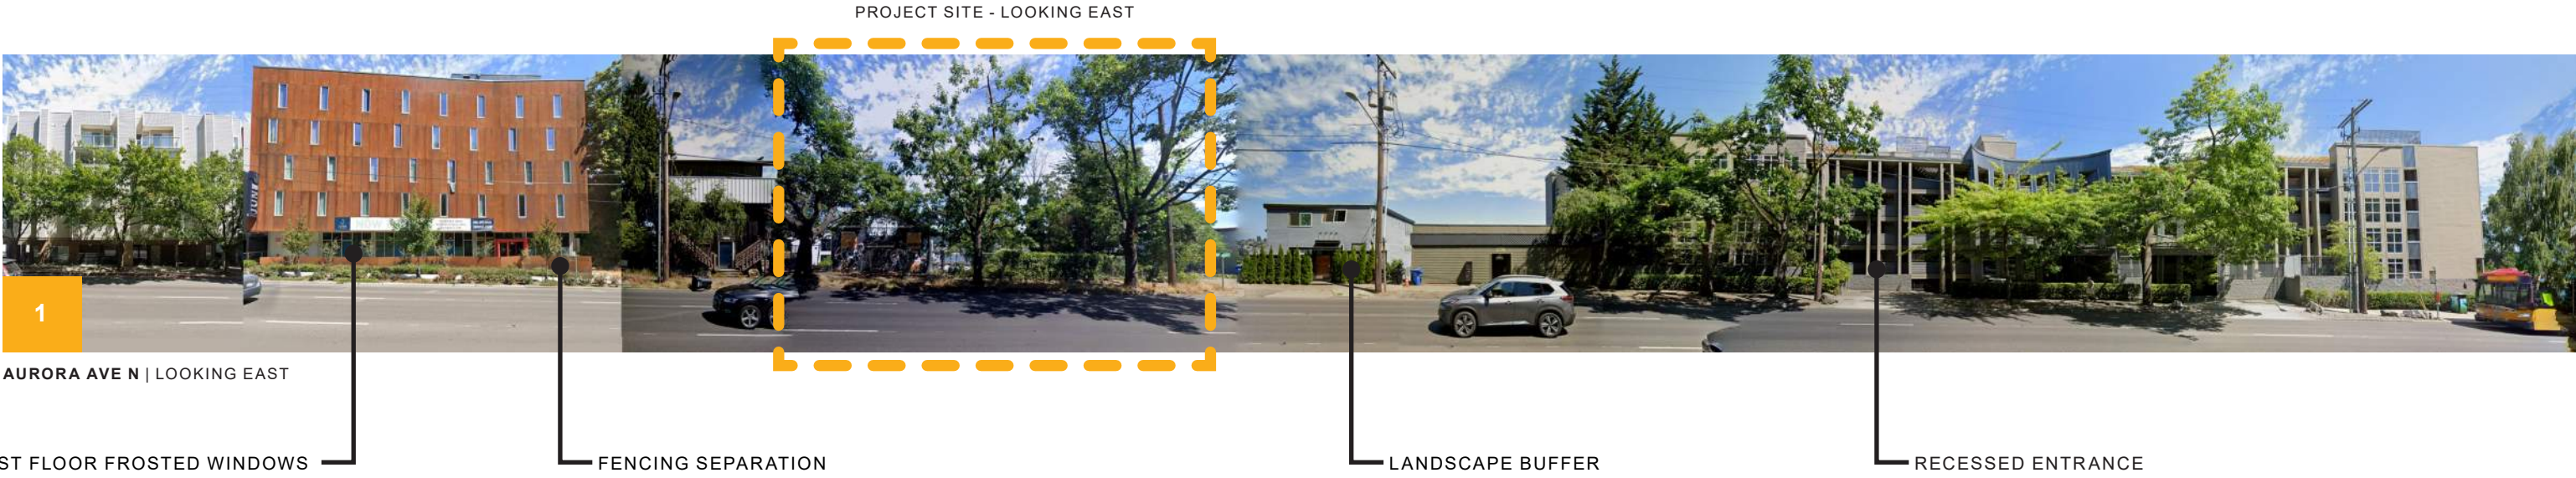 PROJECT SITE - LOOKING EAST
1
AURORA AVE N | LOOKING EAST
ST FLOOR FROSTED WINDOWS
FENCING SEPARATION
LANDSCAPE BUFFER
RECESSED ENTRANCE